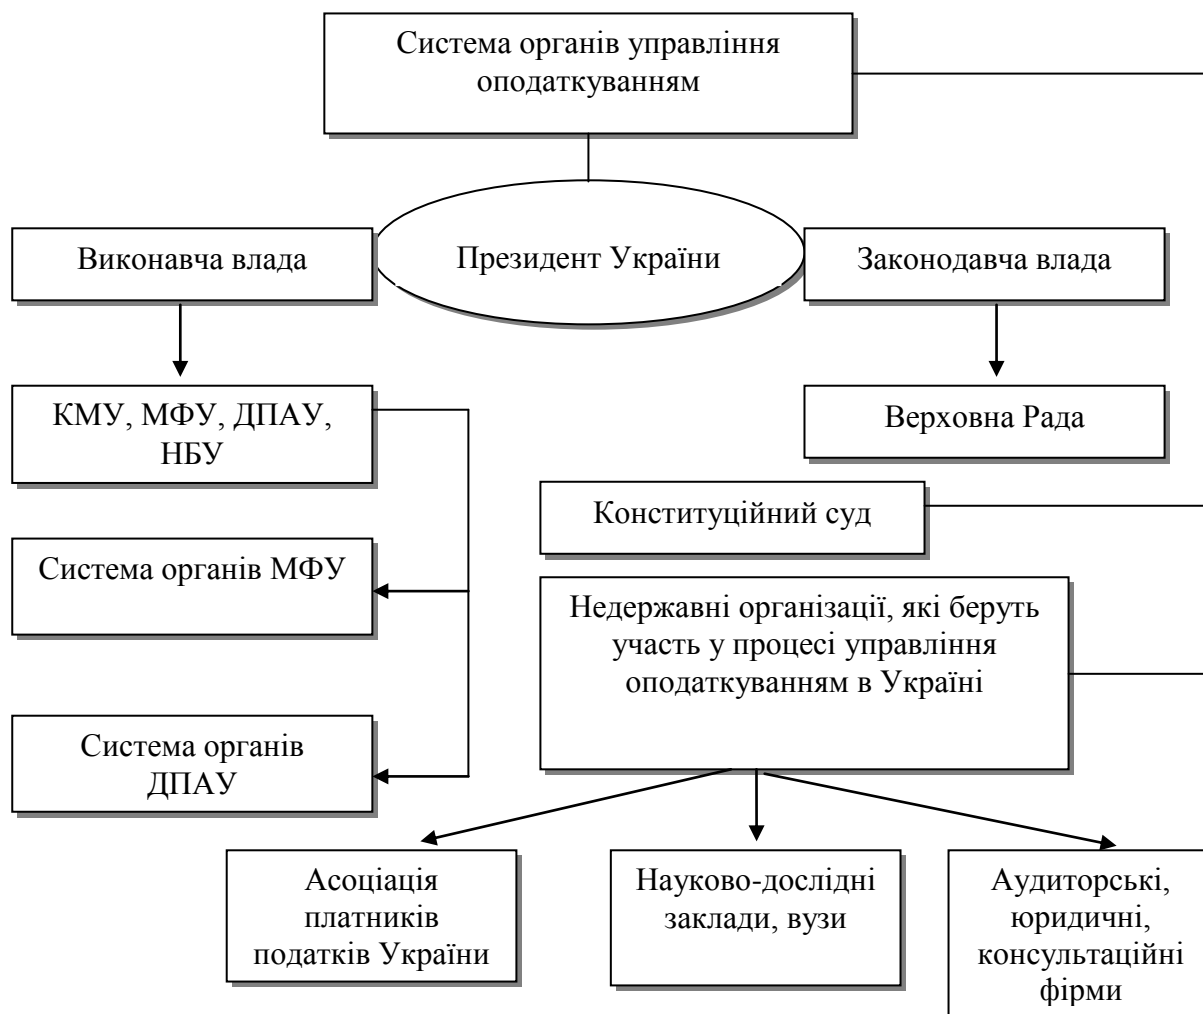 Система органів управління
оподаткуванням
Виконавча влада
Президент України
Законодавча влада
КМУ, МФУ, ДПАУ,
НБУ
Верховна Рада
Конституційний суд
Система органів МФУ
Недержавні організації, які беруть
участь у процесі управління
оподаткуванням в Україні
Система органів
ДПАУ
Асоціація
платників
податків України
Науково-дослідні
заклади, вузи
Аудиторські,
юридичні,
консультаційні
фірми